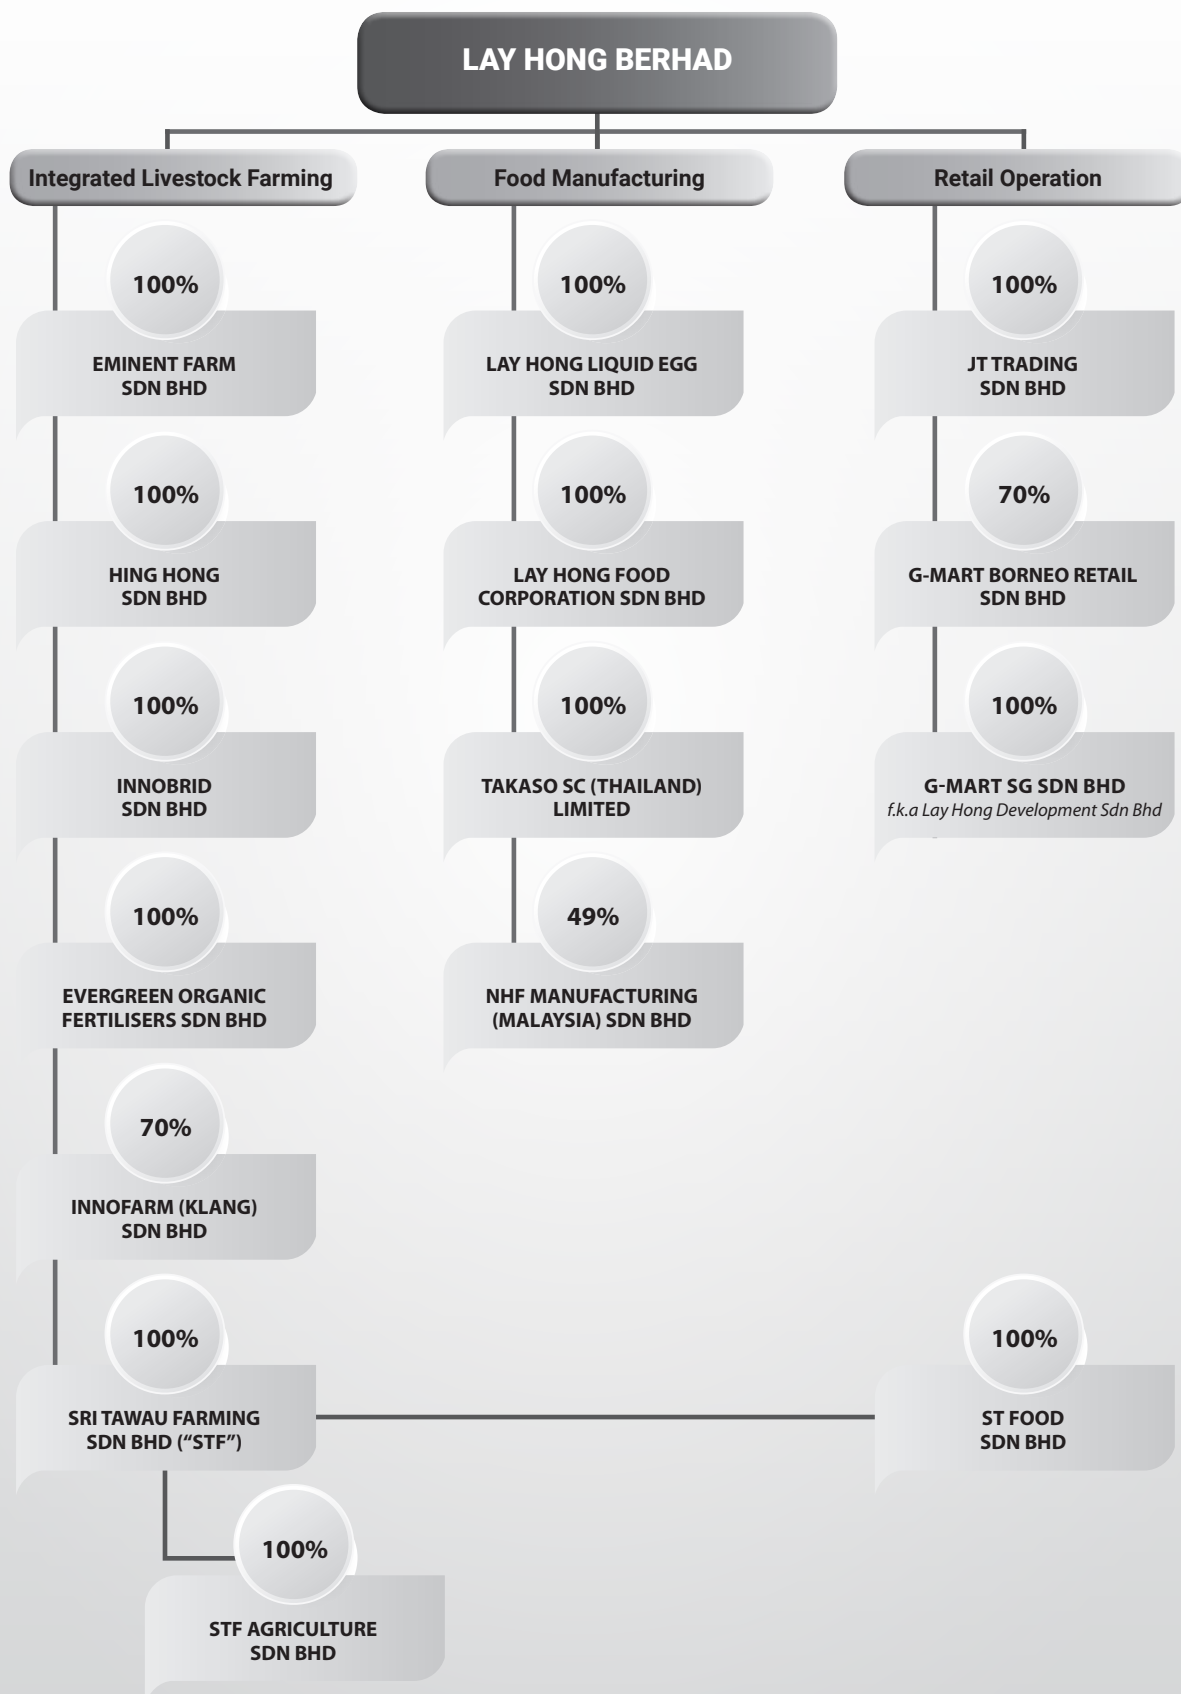 LAY HONG BERHAD
Integrated Livestock Farming
100%
EMINENT FARM
SDN BHD
100%
HING HONG
SDN BHD
100%
INNOBRID
SDN BHD
100%
EVERGREEN ORGANIC
FERTILISERS SDN BHD
70%
INNOFARM (KLANG)
SDN BHD
100%
SRI TAWAU FARMING
SDN BHD (“STF”)
100%
STF AGRICULTURE
SDN BHD
Food Manufacturing
100%
LAY HONG LIQUID EGG
SDN BHD
100%
LAY HONG FOOD
CORPORATION SDN BHD
100%
TAKASO SC (THAILAND)
LIMITED
49%
NHF MANUFACTURING
(MALAYSIA) SDN BHD
Retail Operation
100%
JT TRADING
SDN BHD
70%
G-MART BORNEO RETAIL
SDN BHD
100%
G-MART SG SDN BHD
f.k.a Lay Hong Development Sdn Bhd
100%
ST FOOD
SDN BHD